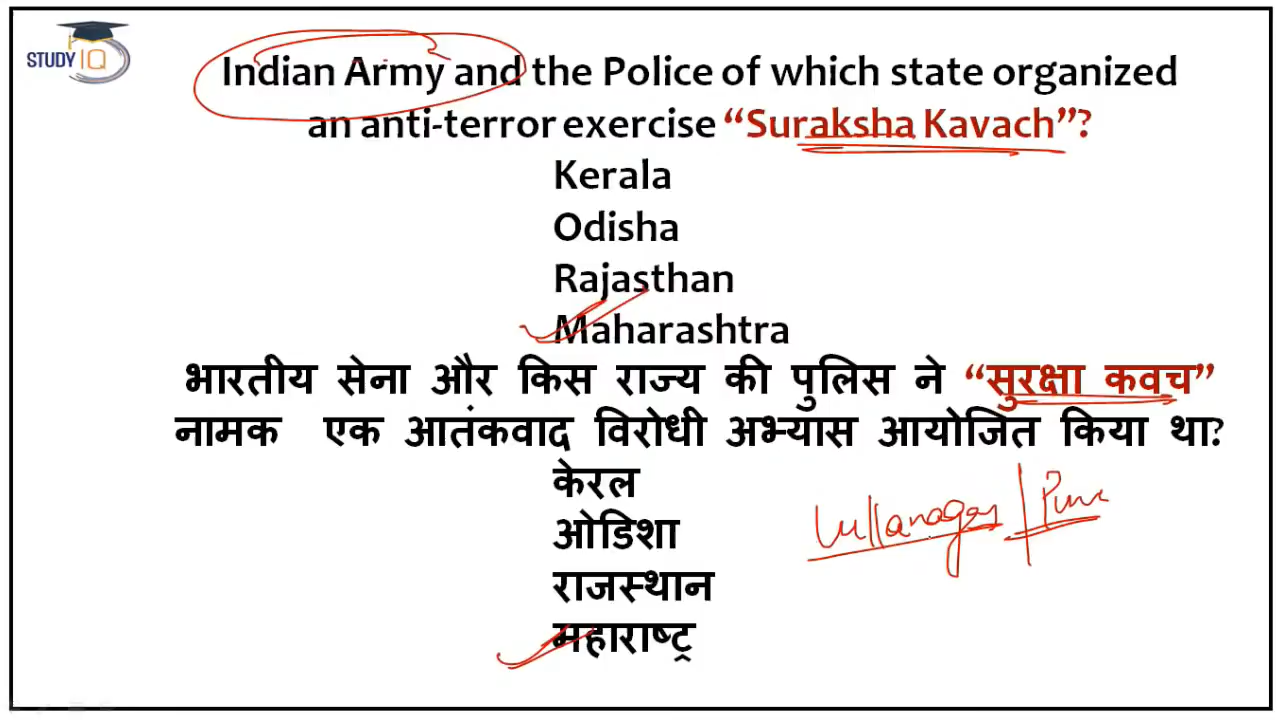 STUDY IQ
Indian Army and the Police of which state organized
an anti-terror exercise “Suraksha Kavach”?
Kerala
Odisha
Rajasthan
Maharashtra
भारतीय सेना और किस राज्य की पुलिस ने “सुरक्षा कवच”
नामक एक आतंकवाद विरोधी अभ्यास आयोजित किया था?
केरल
ओडिशा
राजस्थान
महाराष्ट्र
Lullanagar | Pune